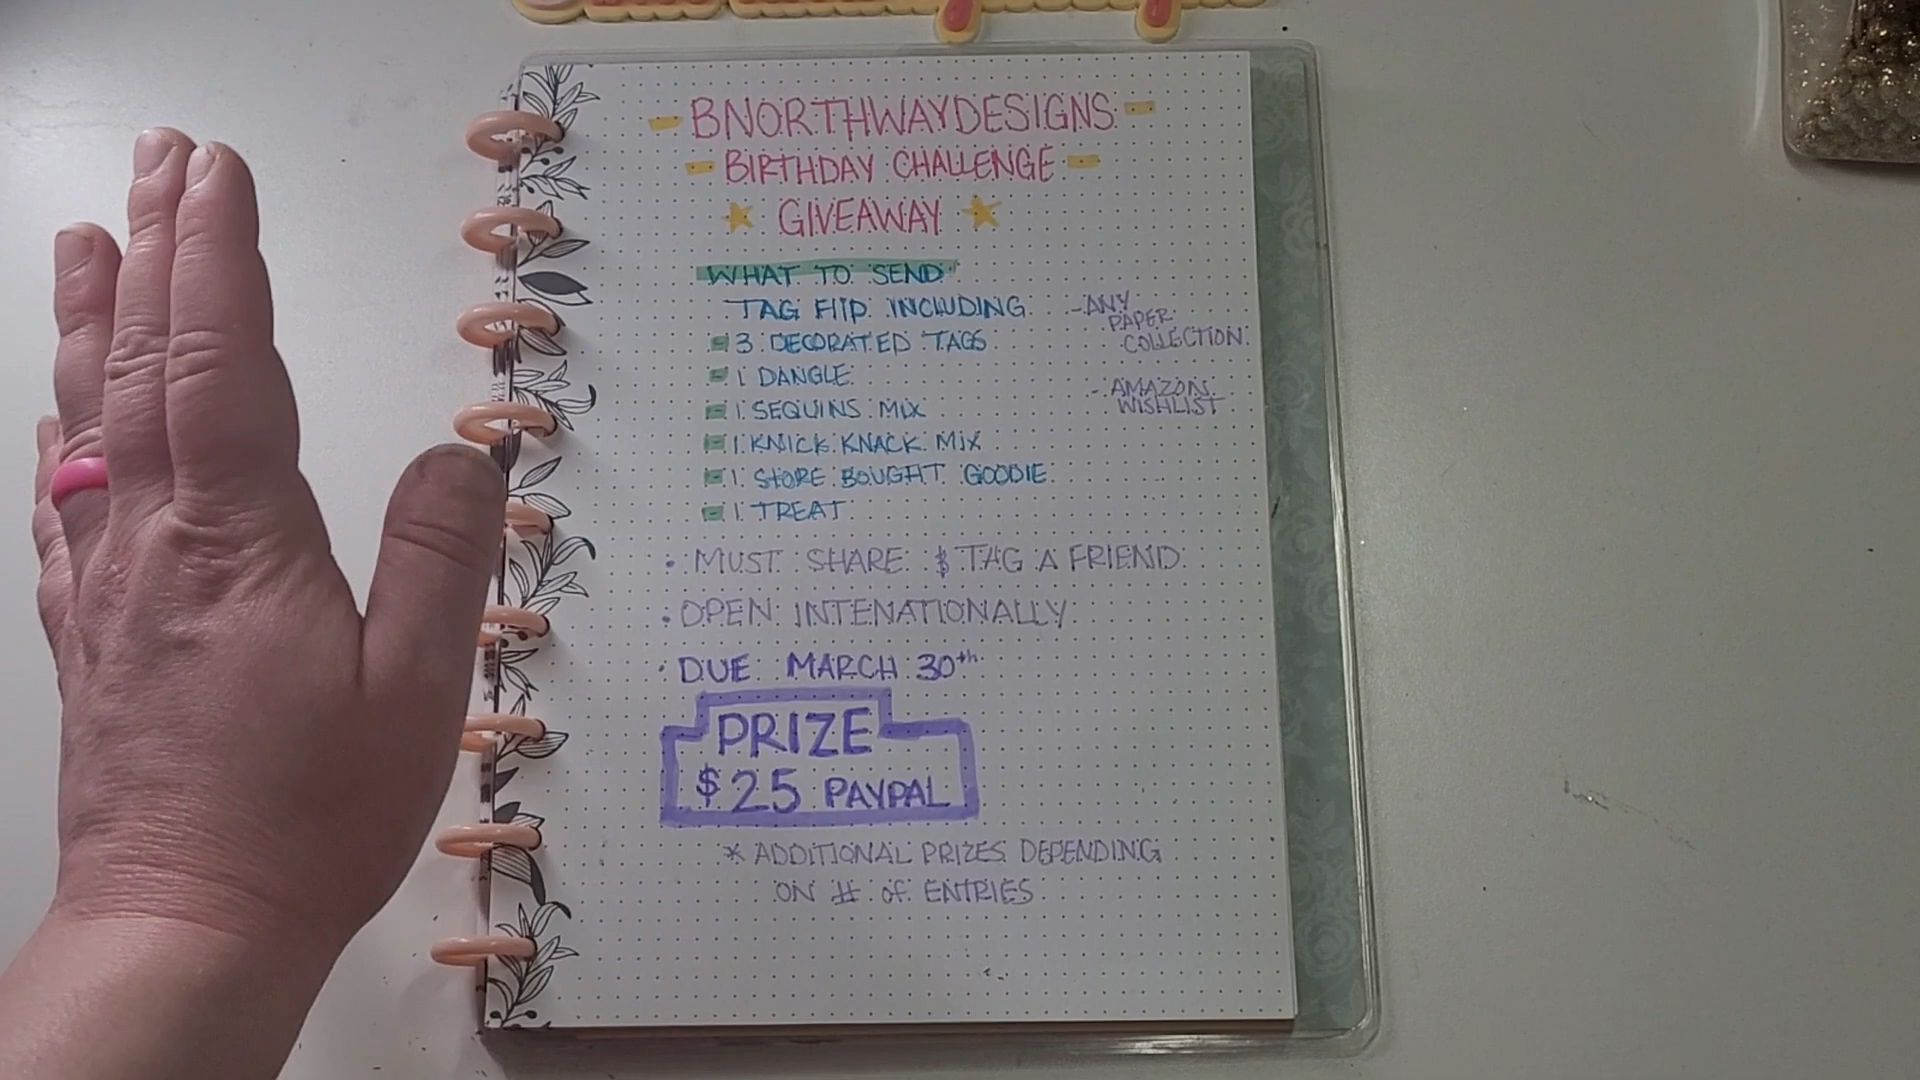 - BNORTHWAYDESIGNS -
- BIRTHDAY CHALLENGE -
GIVEAWAY
WHAT TO SEND
TAG FLIP INCLUDING
- 3 DECORATED TAGS
- 1 DANGLE
- 1 SEQUINS MIX
- 1 KNICK KNACK MIX
- 1 STORE BOUGHT GOODIE
- 1 TREAT
- ANY
PAPER
COLLECTION
- AMAZON
WISHLIST
• MUST SHARE & TAG A FRIEND
• OPEN INTENATIONALLY
• DUE MARCH 30th
PRIZE
$25 PAYPAL
* ADDITIONAL PRIZES DEPENDING
ON # of ENTRIES